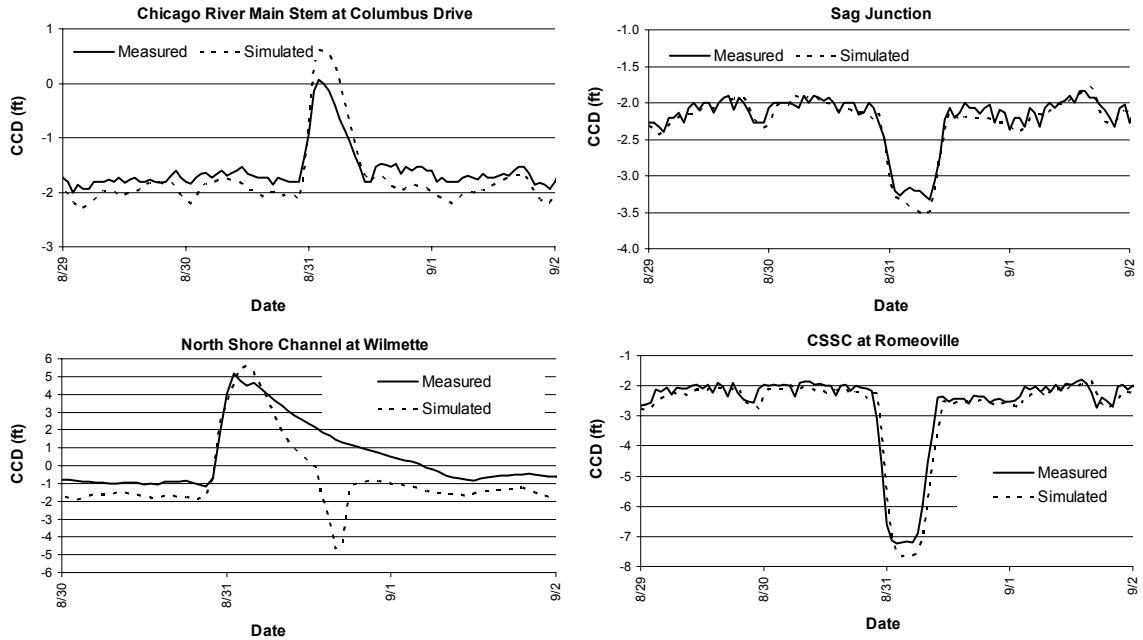 Chicago River Main Stem at Columbus Drive
Measured
Simulated
CCD (ft)
1
0
-1
-2
-3
8/29
8/30
8/31
9/1
9/2
Date
Sag Junction
Measured
Simulated
CCD (ft)
-1.0
-1.5
-2.0
-2.5
-3.0
-3.5
-4.0
8/29
8/30
8/31
9/1
9/2
Date
North Shore Channel at Wilmette
Measured
Simulated
CCD (ft)
6
5
4
3
2
1
0
-1
-2
-3
-4
-5
-6
8/30
8/31
9/1
9/2
Date
CSSC at Romeoville
Measured
Simulated
CCD (ft)
-1
-2
-3
-4
-5
-6
-7
-8
8/29
8/30
8/31
9/1
9/2
Date